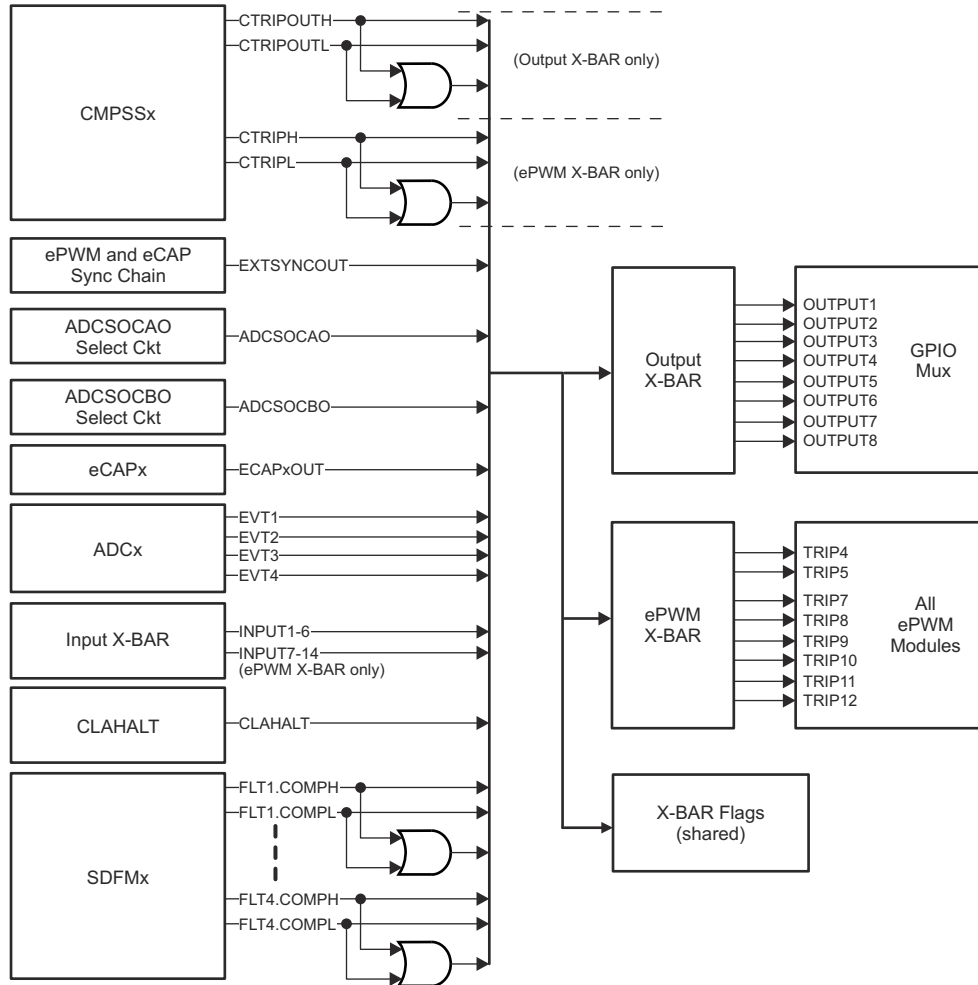 CMPSSx
CTRIPOUTH
CTRIPOUTL
(Output X-BAR only)
CTRIPH
CTRIPL
(ePWM X-BAR only)
ePWM and eCAP
Sync Chain
EXTSYNCOUT
ADCSOCAO
Select Ckt
ADCSOCAO
ADCSOCBO
Select Ckt
ADCSOCBO
eCAPx
ECAPxOUT
ADCx
EVT1
EVT2
EVT3
EVT4
Input X-BAR
INPUT1-6
INPUT7-14
(ePWM X-BAR only)
CLAHALT
CLAHALT
SDFMx
FLT1.COMPH
FLT1.COMPL
FLT4.COMPH
FLT4.COMPL
Output
X-BAR
OUTPUT1
OUTPUT2
OUTPUT3
OUTPUT4
OUTPUT5
OUTPUT6
OUTPUT7
OUTPUT8
GPIO
Mux
ePWM
X-BAR
TRIP4
TRIP5
TRIP7
TRIP8
TRIP9
TRIP10
TRIP11
TRIP12
All
ePWM
Modules
X-BAR Flags
(shared)